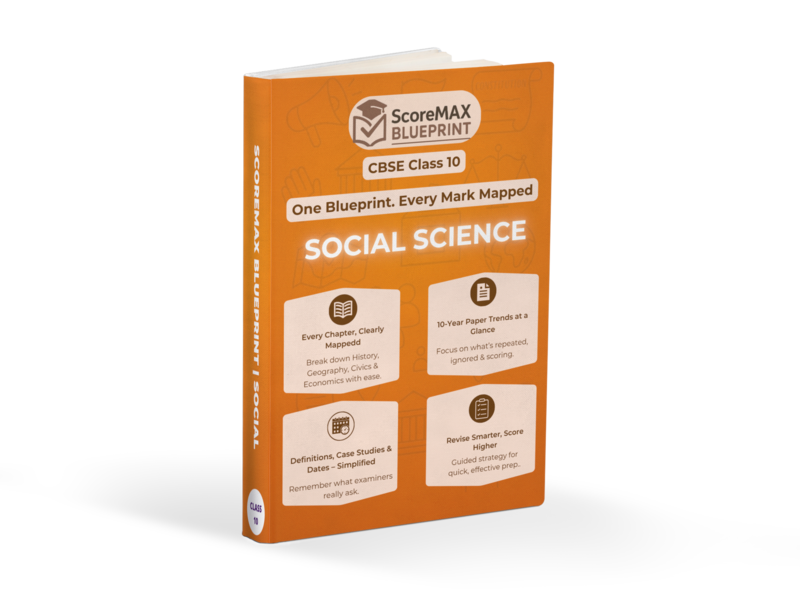 ScoreMAX
BLUEPRINT
CBSE Class 10
One Blueprint. Every Mark Mapped
SOCIAL SCIENCE
Every Chapter, Clearly
Mappedd
Break down History,
Geography, Civics &
Economics with ease.
10-Year Paper Trends at a
Glance
Focus on what's repeated,
ignored & scoring.
Definitions, Case Studies &
Dates – Simplified
Remember what examiners
really ask.
Revise Smarter, Score
Higher
Guided strategy for
quick, effective prep..
SCOREMAX BLUEPRINT | SOCIAL
CLASS
10